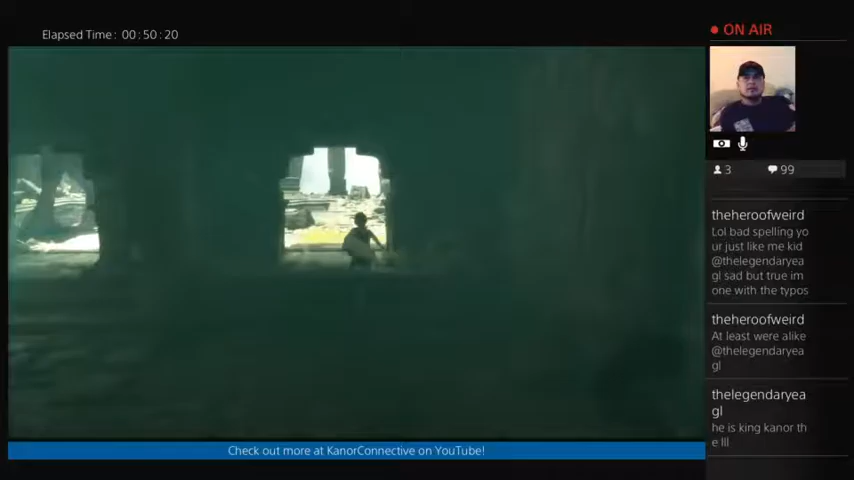 Elapsed Time: 00:50:20
ON AIR
3
99
theheroofweird
Lol bad spelling yo
ur just like me kid
@thelegendaryea
gl sad but true im
one with the typos
theheroofweird
At least were alike
@thelegendaryea
gl
thelegendaryea
gl
he is king kanor th
e III
Check out more at KanorConnective on YouTube!